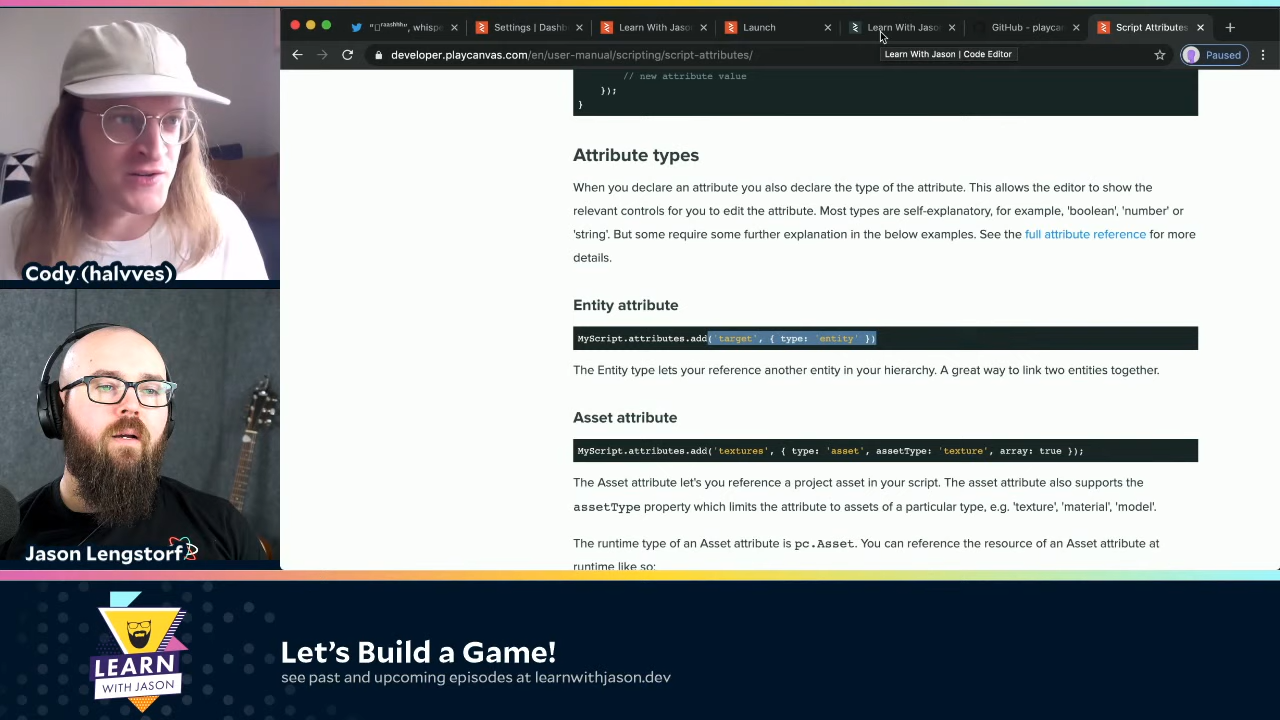 "𝚵raashhh", whisp
Settings | Dashb
Learn With Jaso
Launch
Learn With Jaso
GitHub - playcan
Script Attributes
developer.playcanvas.com/en/user-manual/scripting/script-attributes/
Learn With Jason | Code Editor
Paused
// new attribute value
});
}
Attribute types
When you declare an attribute you also declare the type of the attribute. This allows the editor to show the
relevant controls for you to edit the attribute. Most types are self-explanatory, for example, 'boolean', 'number' or
'string'. But some require some further explanation in the below examples. See the full attribute reference for more
details.
Entity attribute
MyScript.attributes.add('target', { type: 'entity' })
The Entity type lets your reference another entity in your hierarchy. A great way to link two entities together.
Asset attribute
MyScript.attributes.add('textures', { type: 'asset', assetType: 'texture', array: true });
The Asset attribute let's you reference a project asset in your script. The asset attribute also supports the
assetType property which limits the attribute to assets of a particular type, e.g. 'texture', 'material', 'model'.
The runtime type of an Asset attribute is pc.Asset. You can reference the resource of an Asset attribute at
runtime like so:
Cody (halvves)
Jason Lengstorf
LEARN
WITH JASON
Let's Build a Game!
see past and upcoming episodes at learnwithjason.dev